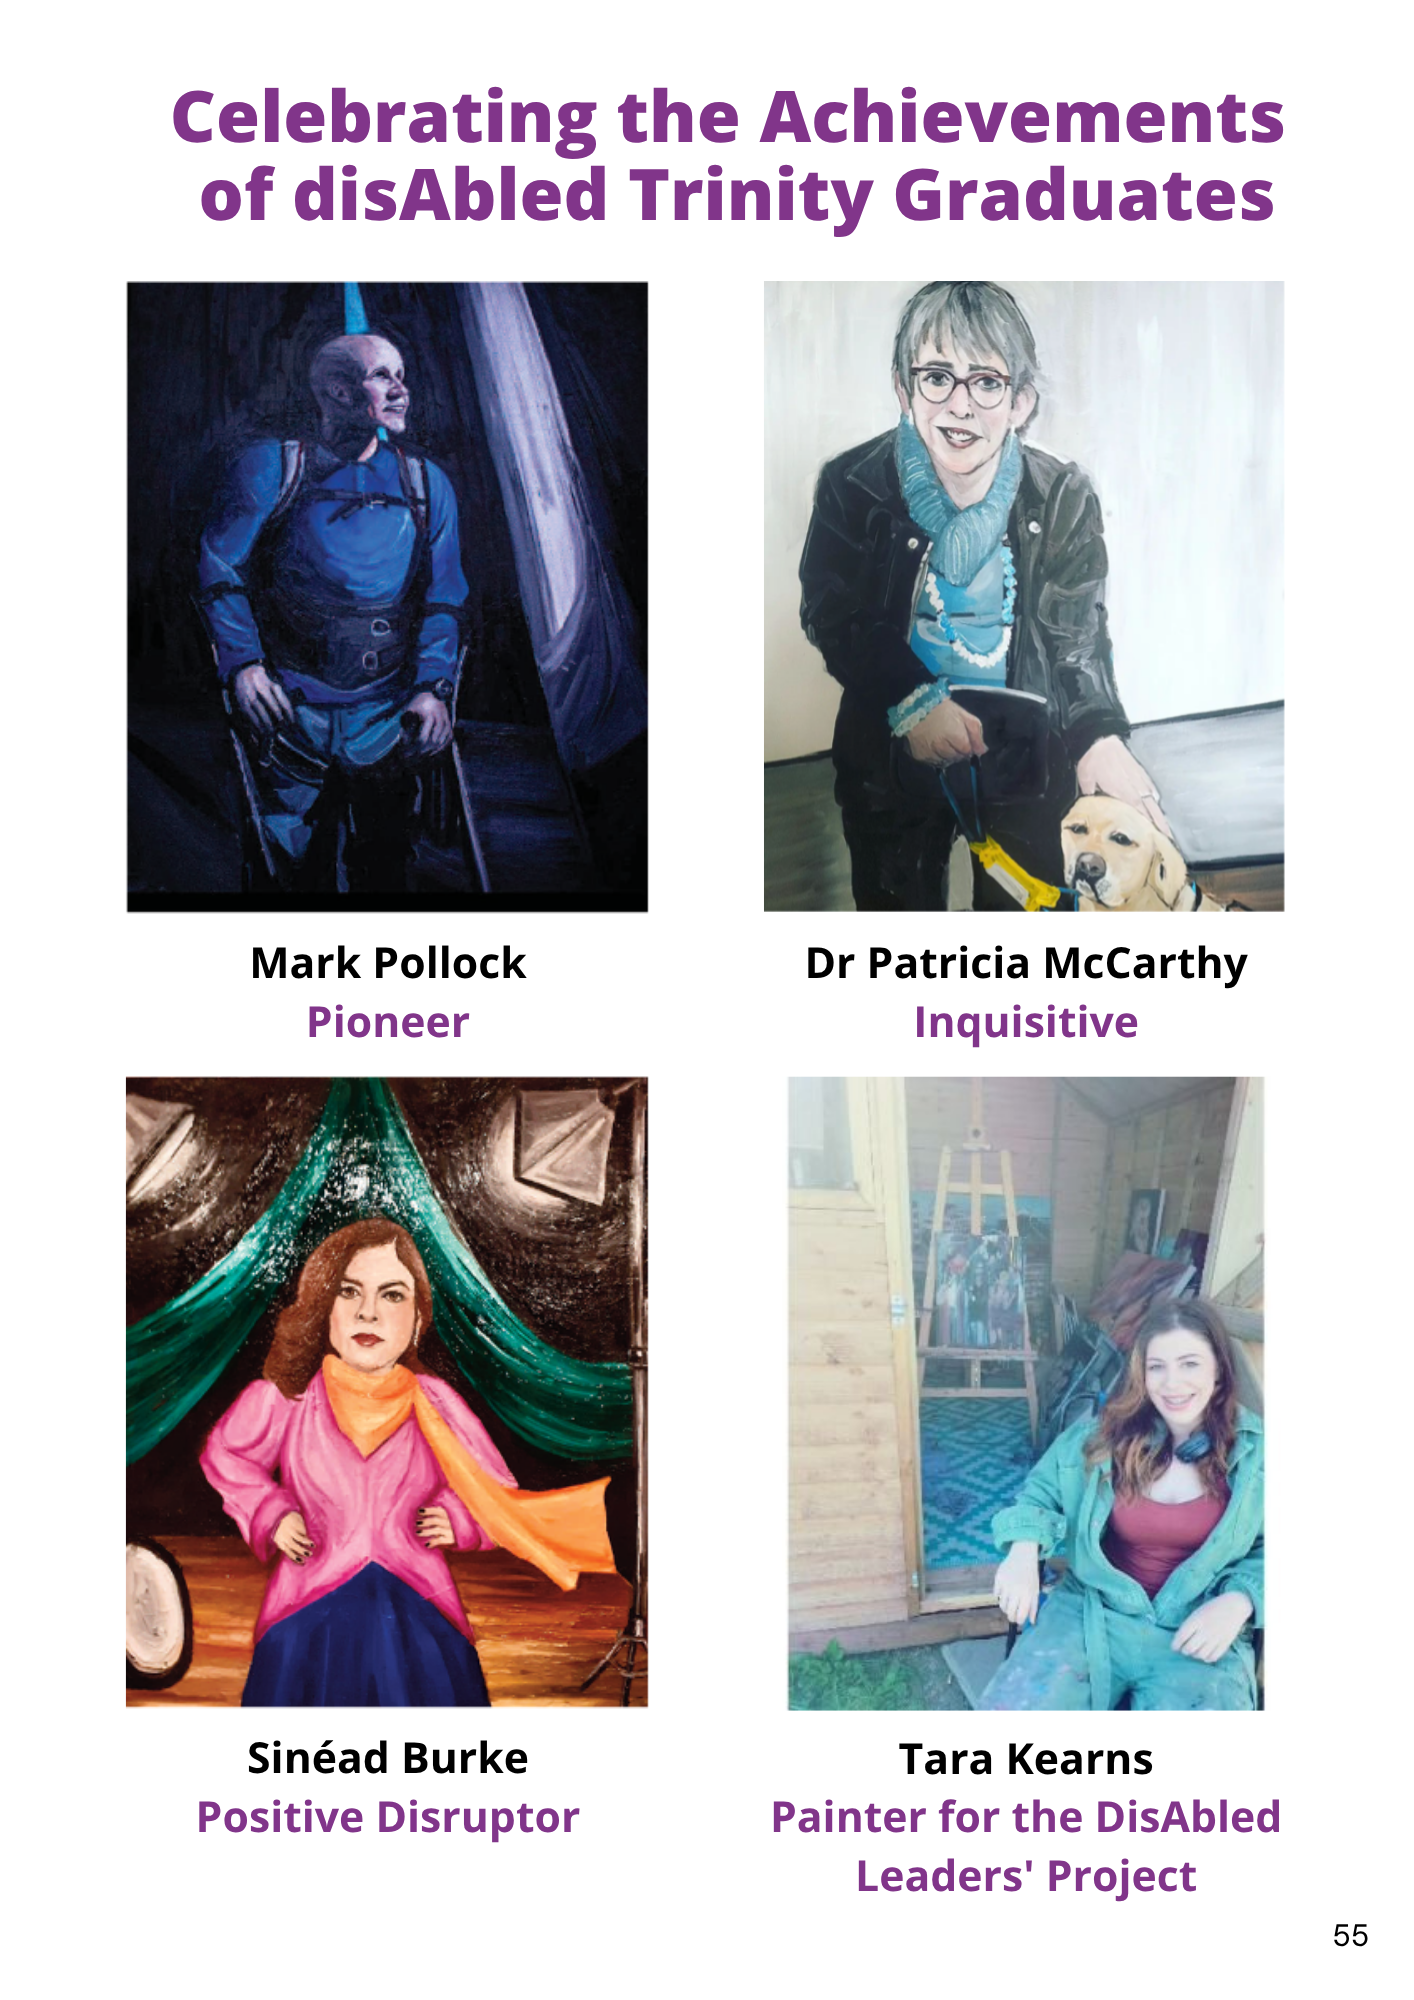 Celebrating the Achievements
of disAbled Trinity Graduates
Mark Pollock
Pioneer
Dr Patricia McCarthy
Inquisitive
Sinéad Burke
Positive Disruptor
Tara Kearns
Painter for the DisAbled
Leaders' Project
55